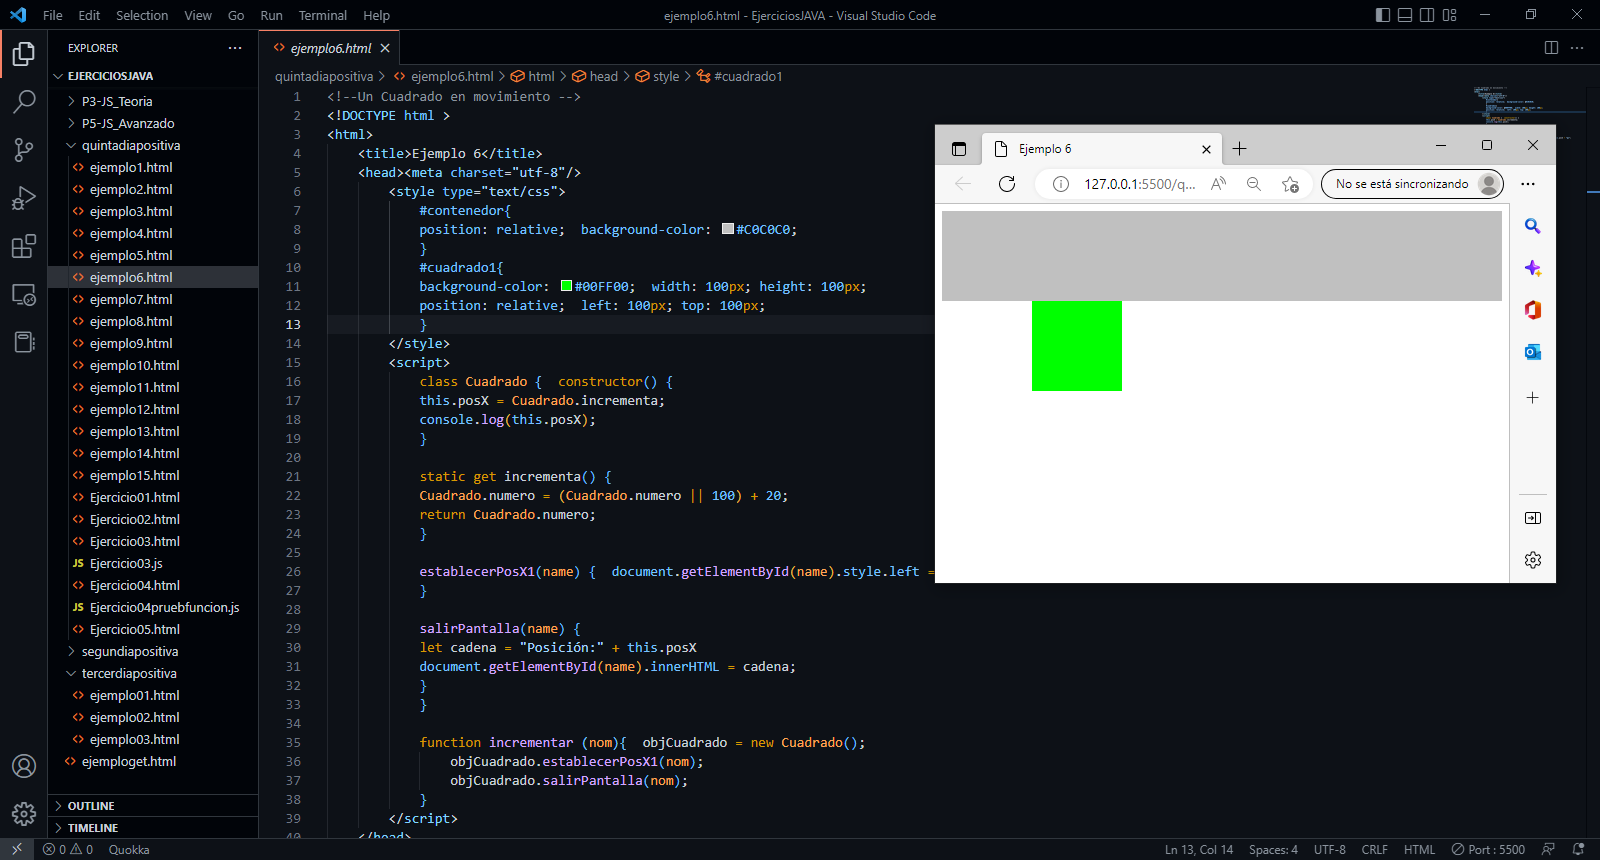 File Edit Selection View Go Run Terminal Help
ejemplo6.html - EjerciciosJAVA - Visual Studio Code
EXPLORER
EJERCICIOSJAVA
P3-JS_Teoria
P5-JS_Avanzado
quintadiapositiva
ejemplo1.html
ejemplo2.html
ejemplo3.html
ejemplo4.html
ejemplo5.html
ejemplo6.html
ejemplo7.html
ejemplo8.html
ejemplo9.html
ejemplo10.html
ejemplo11.html
ejemplo12.html
ejemplo13.html
ejemplo14.html
ejemplo15.html
Ejercicio01.html
Ejercicio02.html
Ejercicio03.html
JS Ejercicio03.js
Ejercicio04.html
JS Ejercicio04pruebfuncion.js
Ejercicio05.html
segundiapositiva
tercerdiapositiva
ejemplo01.html
ejemplo02.html
ejemplo03.html
ejemploget.html
OUTLINE
TIMELINE
ejemplo6.html
quintadiapositiva > ejemplo6.html > html > head > style > #cuadrado1
1 <!--Un Cuadrado en movimiento -->
2 <!DOCTYPE html >
3 <html>
4 <title>Ejemplo 6</title>
5 <head><meta charset="utf-8"/>
6 <style type="text/css">
7 #contenedor{
8 position: relative; background-color: #C0C0C0;
9 }
10 #cuadrado1{
11 background-color: #00FF00; width: 100px; height: 100px;
12 position: relative; left: 100px; top: 100px;
13 }
14 </style>
15 <script>
16 class Cuadrado { constructor() {
17 this.posX = Cuadrado.incrementa;
18 console.log(this.posX);
19 }
20
21 static get incrementa() {
22 Cuadrado.numero = (Cuadrado.numero || 100) + 20;
23 return Cuadrado.numero;
24 }
25
26 establecerPosX1(name) { document.getElementById(name).style.left =
27 }
28
29 salirPantalla(name) {
30 let cadena = "Posición:" + this.posX
31 document.getElementById(name).innerHTML = cadena;
32 }
33 }
34
35 function incrementar (nom){ objCuadrado = new Cuadrado();
36 objCuadrado.establecerPosX1(nom);
37 objCuadrado.salirPantalla(nom);
38 }
39 </script>
40 </head>
Ejemplo 6
127.0.0.1:5500/q...
No se está sincronizando
0 0 Quokka
Ln 13, Col 14 Spaces: 4 UTF-8 CRLF HTML Port : 5500